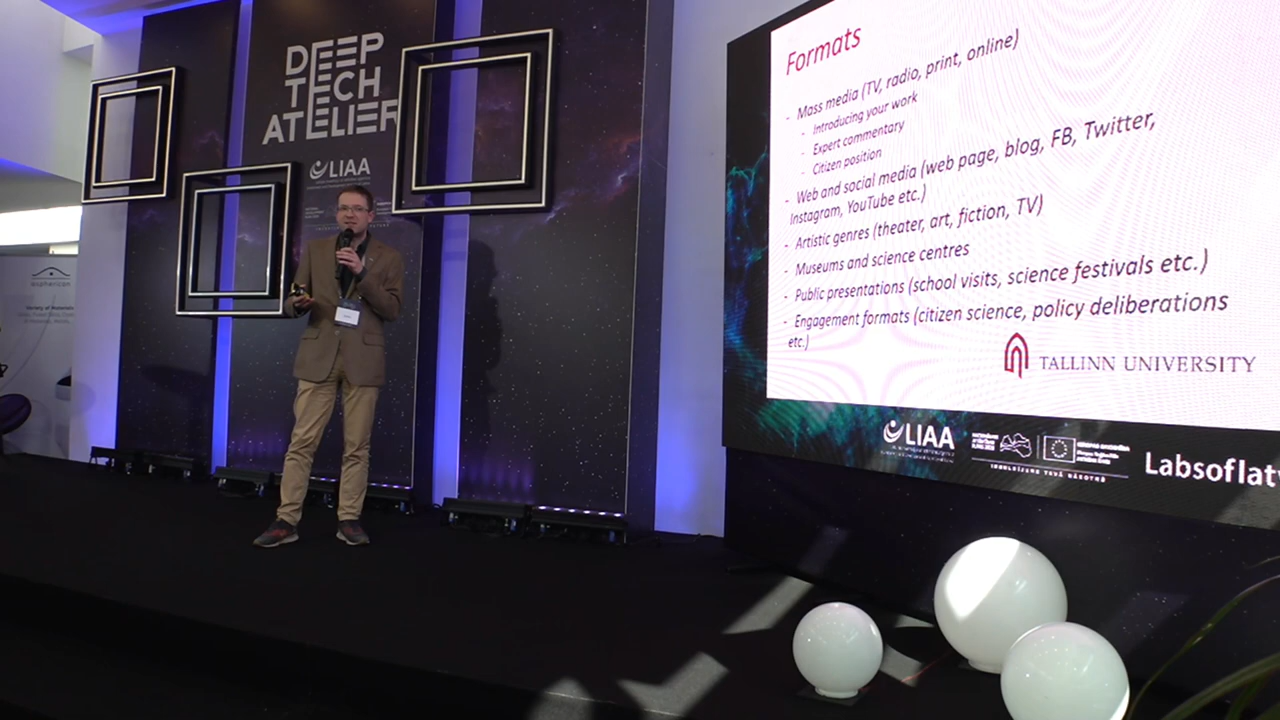 DEEP
TECH
ATELIER
LIAA
Formats
- Mass media (TV, radio, print, online)
- Introducing your work
- Expert commentary
- Citizen position
- Web and social media (web page, blog, FB, Twitter,
Instagram, YouTube etc.)
- Artistic genres (theater, art, fiction, TV)
- Museums and science centres
- Public presentations (school visits, science festivals etc.)
- Engagement formats (citizen science, policy deliberations
etc.)
TALLINN UNIVERSITY
LIAA
Labsoflatv